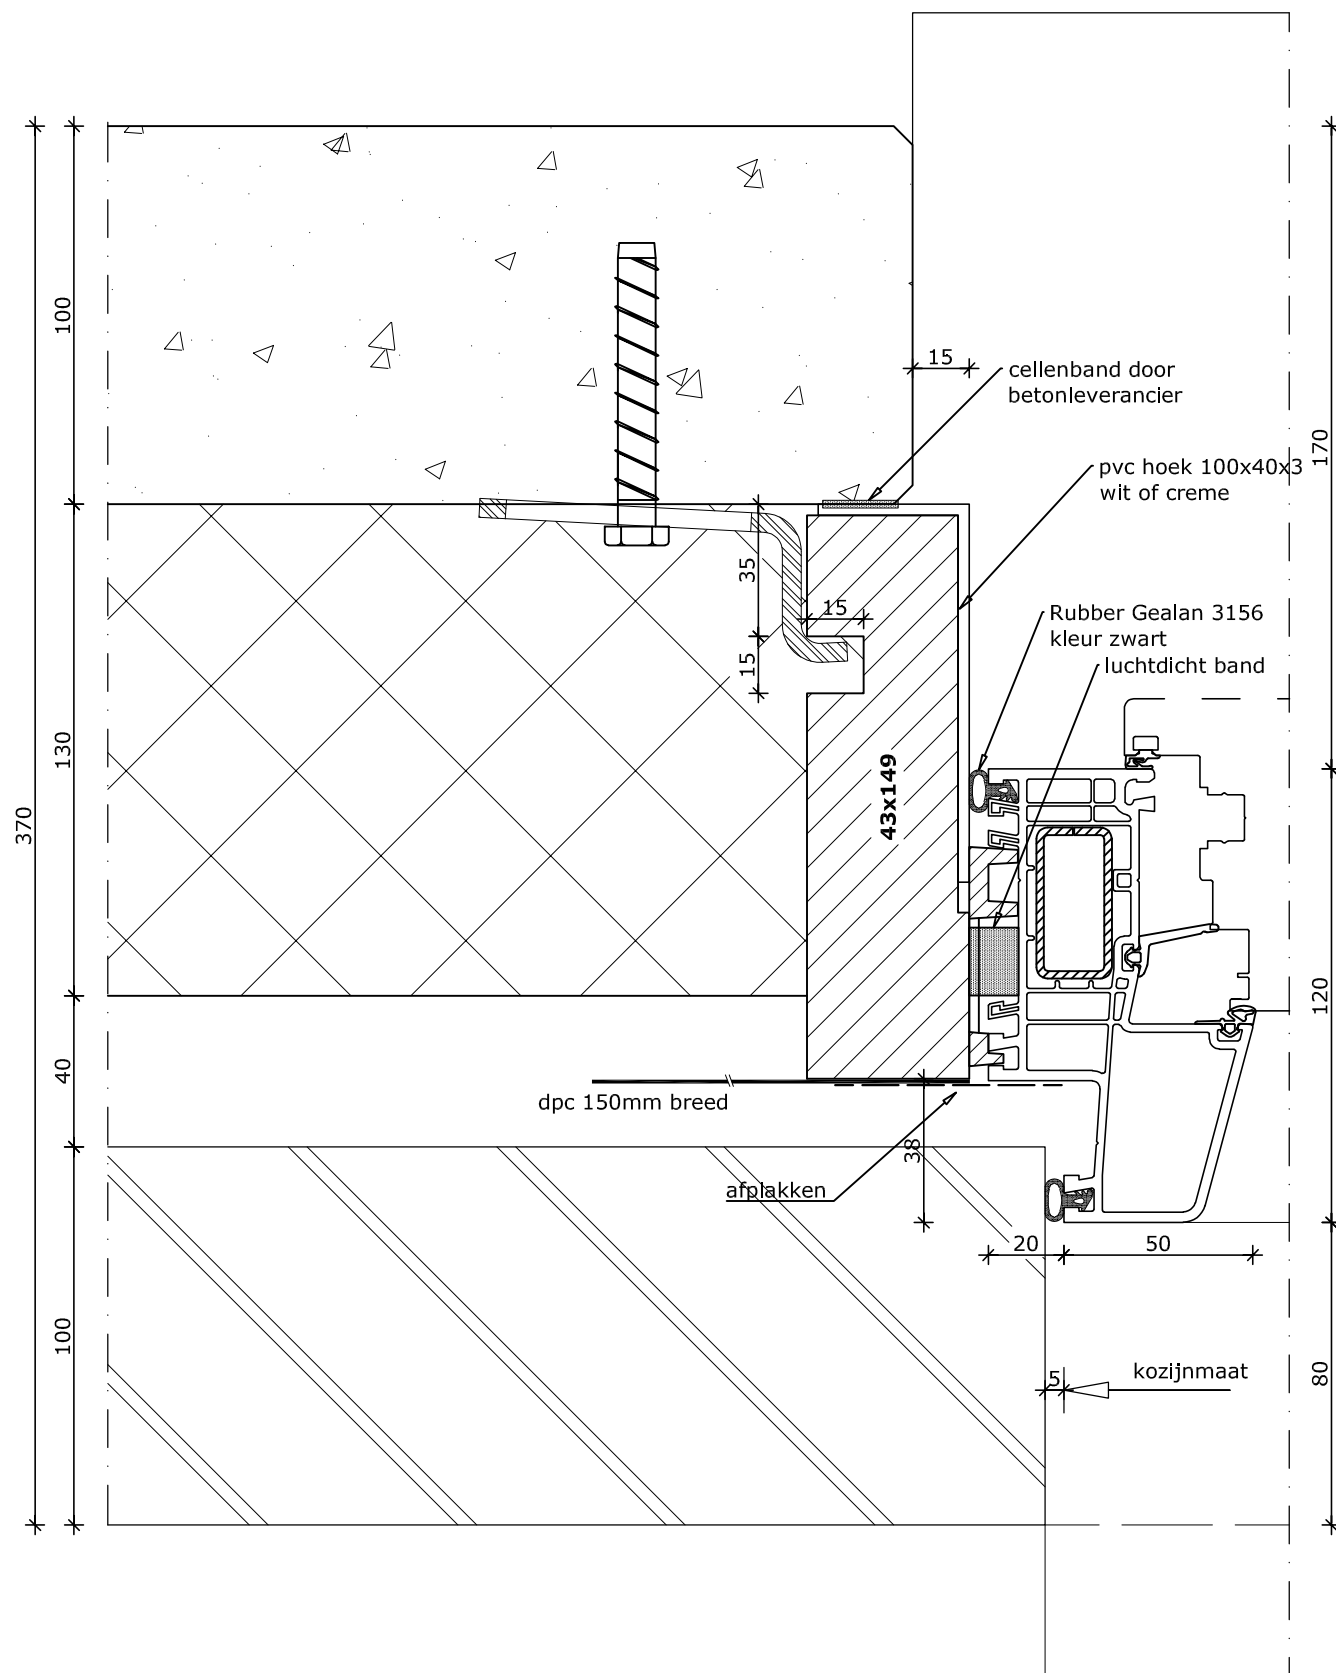 100
15
cellenband door
betonleverancier
170
pvc hoek 100x40x3
wit of creme
35
15
Rubber Gealan 3156
kleur zwart
luchtdicht band
15
130
43x149
370
120
40
dpc 150mm breed
38
afplakken
20
50
100
5
kozijnmaat
80